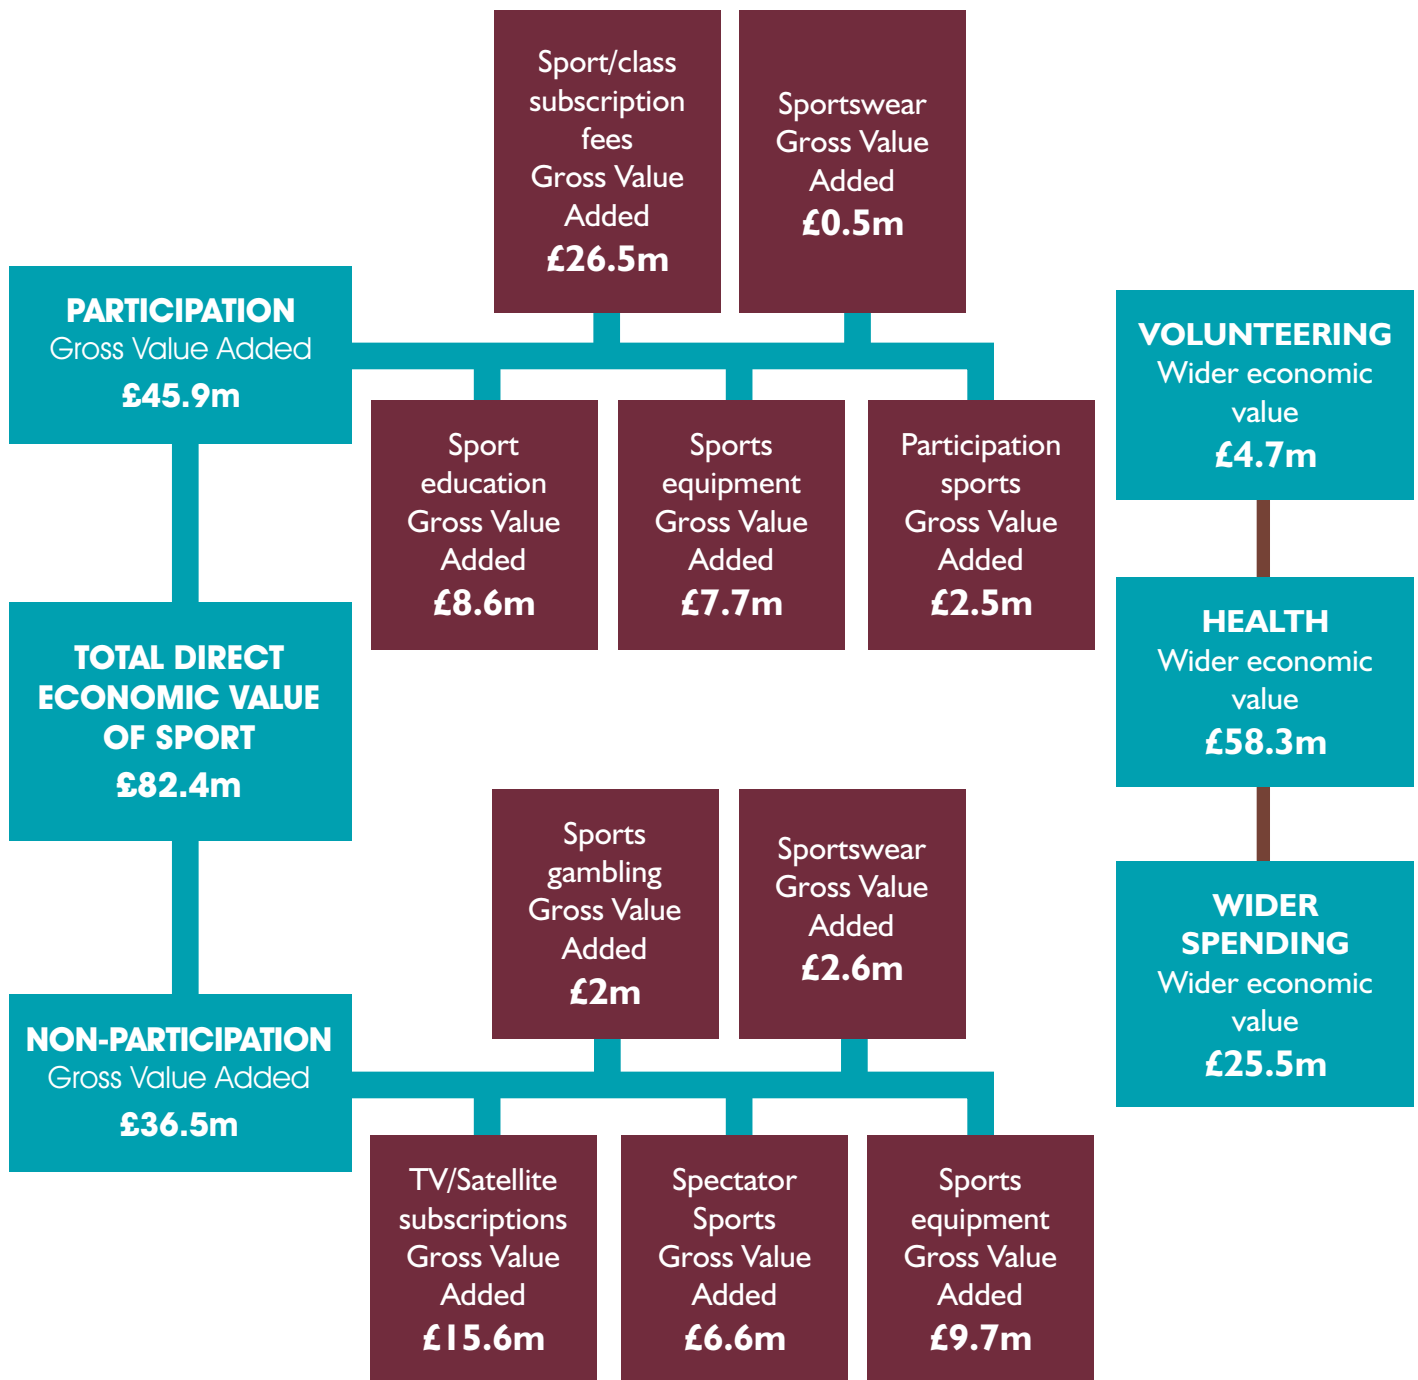 Sport/class
subscription
fees
Gross Value
Added
£26.5m
Sportswear
Gross Value
Added
£0.5m
PARTICIPATION
Gross Value Added
£45.9m
Sport
education
Gross Value
Added
£8.6m
Sports
equipment
Gross Value
Added
£7.7m
Participation
sports
Gross Value
Added
£2.5m
TOTAL DIRECT
ECONOMIC VALUE
OF SPORT
£82.4m
Sports
gambling
Gross Value
Added
£2m
Sportswear
Gross Value
Added
£2.6m
NON-PARTICIPATION
Gross Value Added
£36.5m
TV/Satellite
subscriptions
Gross Value
Added
£15.6m
Spectator
Sports
Gross Value
Added
£6.6m
Sports
equipment
Gross Value
Added
£9.7m
VOLUNTEERING
Wider economic
value
£4.7m
HEALTH
Wider economic
value
£58.3m
WIDER
SPENDING
Wider economic
value
£25.5m